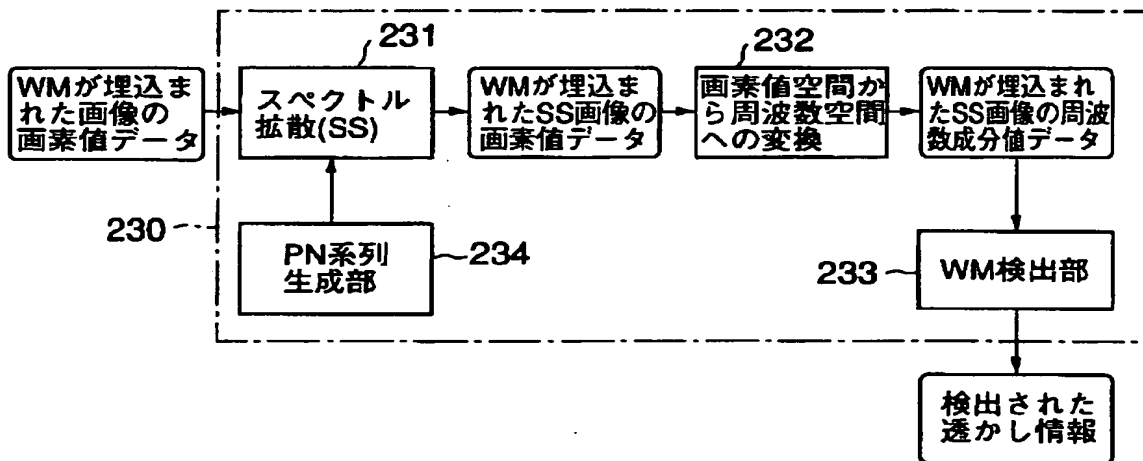 231
232
WMが埋込ま
れた画像の
画素値データ
スペクトル
拡散(SS)
WMが埋込ま
れたSS画像の
画素値データ
画素値空間か
ら周波数空間
への変換
WMが埋込ま
れたSS画像の周波
数成分値データ
230
PN系列
生成部
234
233
WM検出部
検出された
透かし情報